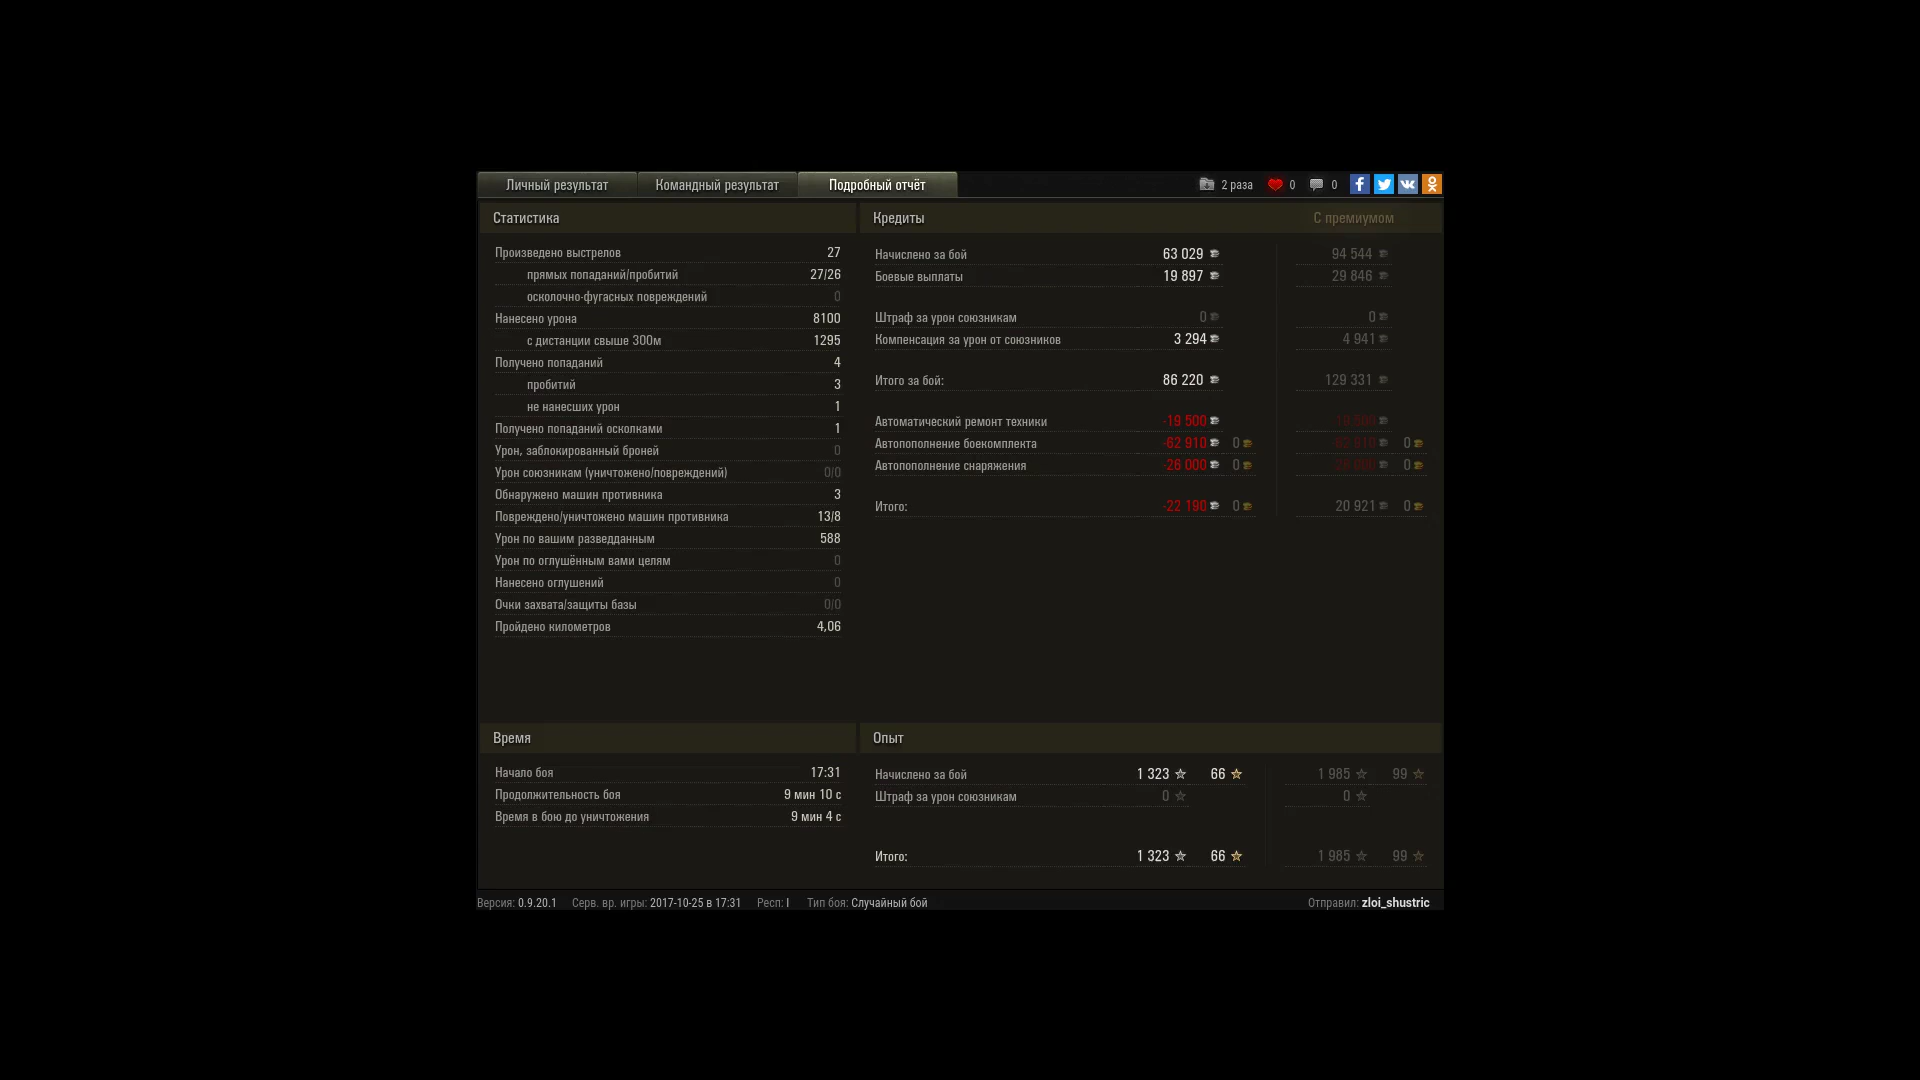 Личный результат Командный результат Подробный отчёт 2 раза 0 0
Статистика
Произведено выстрелов 27
прямых попаданий/пробитий 27/26
осколочно-фугасных повреждений 0
Нанесено урона 8100
с дистанции свыше 300м 1295
Получено попаданий 4
пробитий 3
не нанесших урон 1
Получено попаданий осколками 1
Урон, заблокированный броней 0
Урон союзникам (уничтожено/повреждений) 0/0
Обнаружено машин противника 3
Повреждено/уничтожено машин противника 13/8
Урон по вашим разведданным 588
Урон по оглушённым вами целям 0
Нанесено оглушений 0
Очки захвата/защиты базы 0/0
Пройдено километров 4,06
Кредиты С премиумом
Начислено за бой 63 029 94 544
Боевые выплаты 19 897 29 846
Штраф за урон союзникам 0 0
Компенсация за урон от союзников 3 294 4 941
Итого за бой: 86 220 129 331
Автоматический ремонт техники -19 500 -19 500
Автопополнение боекомплекта -62 910 0 -62 910 0
Автопополнение снаряжения -26 000 0 -26 000 0
Итого: -22 190 0 20 921 0
Время
Начало боя 17:31
Продолжительность боя 9 мин 10 с
Время в бою до уничтожения 9 мин 4 с
Опыт
Начислено за бой 1 323 66 1 985 99
Штраф за урон союзникам 0 0
Итого: 1 323 66 1 985 99
Версия: 0.9.20.1 Серв. вр. игры: 2017-10-25 в 17:31 Респ: I Тип боя: Случайный бой Отправил: zloi_shustric